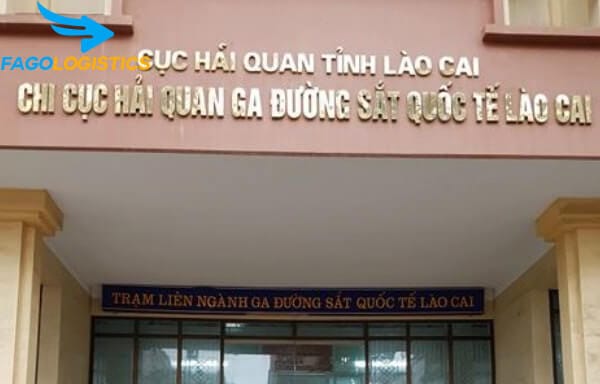 FAGOLOGISTICS
CỤC HẢI QUAN TỈNH LÀO CAI
CHI CỤC HẢI QUAN GA ĐƯỜNG SẮT QUỐC TẾ LÀO CAI
TRẠM LIÊN NGÀNH GA ĐƯỜNG SẮT QUỐC TẾ LÀO CAI